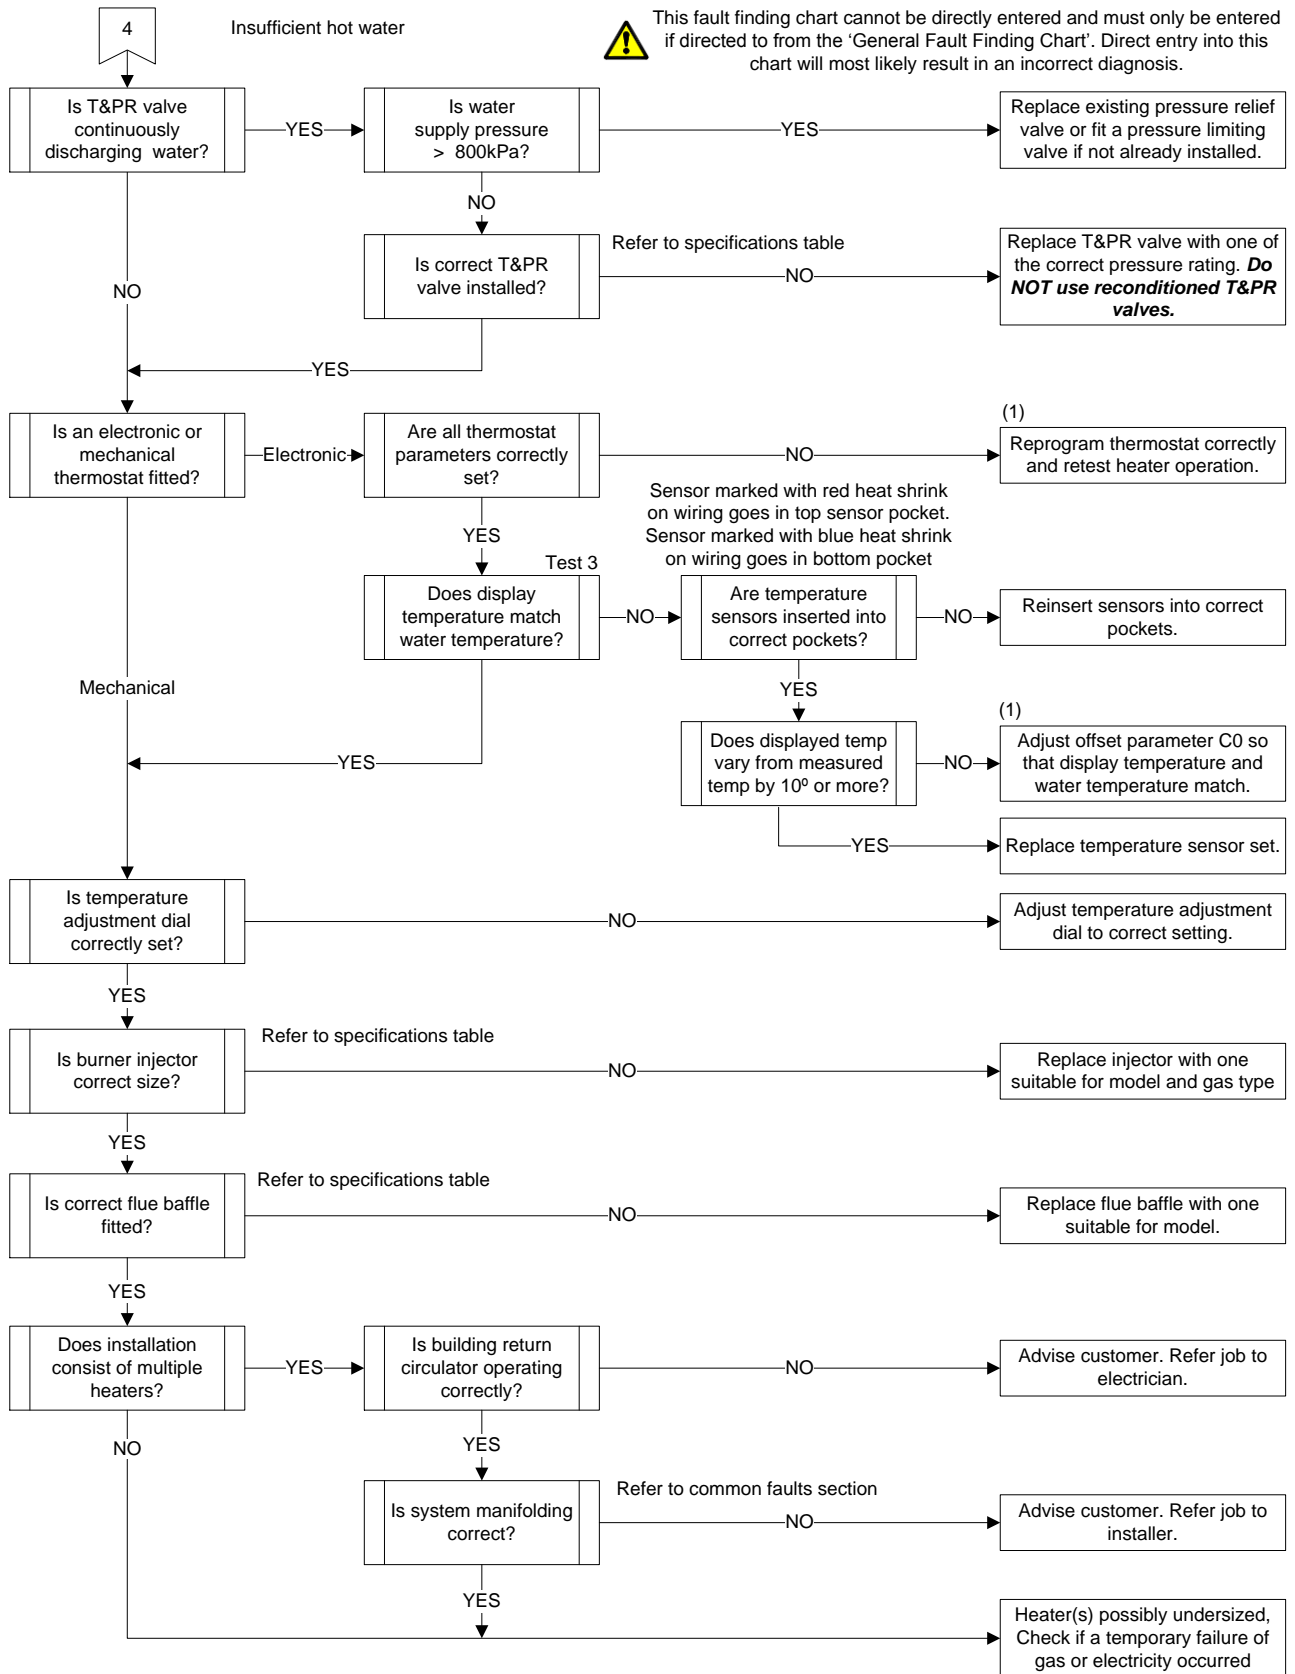 4
Insufficient hot water
This fault finding chart cannot be directly entered and must only be entered
if directed to from the ‘General Fault Finding Chart’. Direct entry into this
chart will most likely result in an incorrect diagnosis.
Is T&PR valve
continuously
discharging water?
YES
Is water
supply pressure
> 800kPa?
YES
Replace existing pressure relief
valve or fit a pressure limiting
valve if not already installed.
NO
NO
Is correct T&PR
valve installed?
Refer to specifications table
NO
Replace T&PR valve with one of
the correct pressure rating. Do
NOT use reconditioned T&PR
valves.
YES
Is an electronic or
mechanical
thermostat fitted?
Electronic
Are all thermostat
parameters correctly
set?
NO
(1)
Reprogram thermostat correctly
and retest heater operation.
YES
Sensor marked with red heat shrink
on wiring goes in top sensor pocket.
Sensor marked with blue heat shrink
on wiring goes in bottom pocket
Test 3
Does display
temperature match
water temperature?
NO
Are temperature
sensors inserted into
correct pockets?
NO
Reinsert sensors into correct
pockets.
Mechanical
YES
YES
Does displayed temp
vary from measured
temp by 10º or more?
NO
(1)
Adjust offset parameter C0 so
that display temperature and
water temperature match.
YES
Replace temperature sensor set.
Is temperature
adjustment dial
correctly set?
NO
Adjust temperature adjustment
dial to correct setting.
YES
Is burner injector
correct size?
Refer to specifications table
NO
Replace injector with one
suitable for model and gas type
YES
Is correct flue baffle
fitted?
Refer to specifications table
NO
Replace flue baffle with one
suitable for model.
YES
Does installation
consist of multiple
heaters?
YES
Is building return
circulator operating
correctly?
NO
Advise customer. Refer job to
electrician.
NO
YES
Is system manifolding
correct?
Refer to common faults section
NO
Advise customer. Refer job to
installer.
YES
Heater(s) possibly undersized,
Check if a temporary failure of
gas or electricity occurred